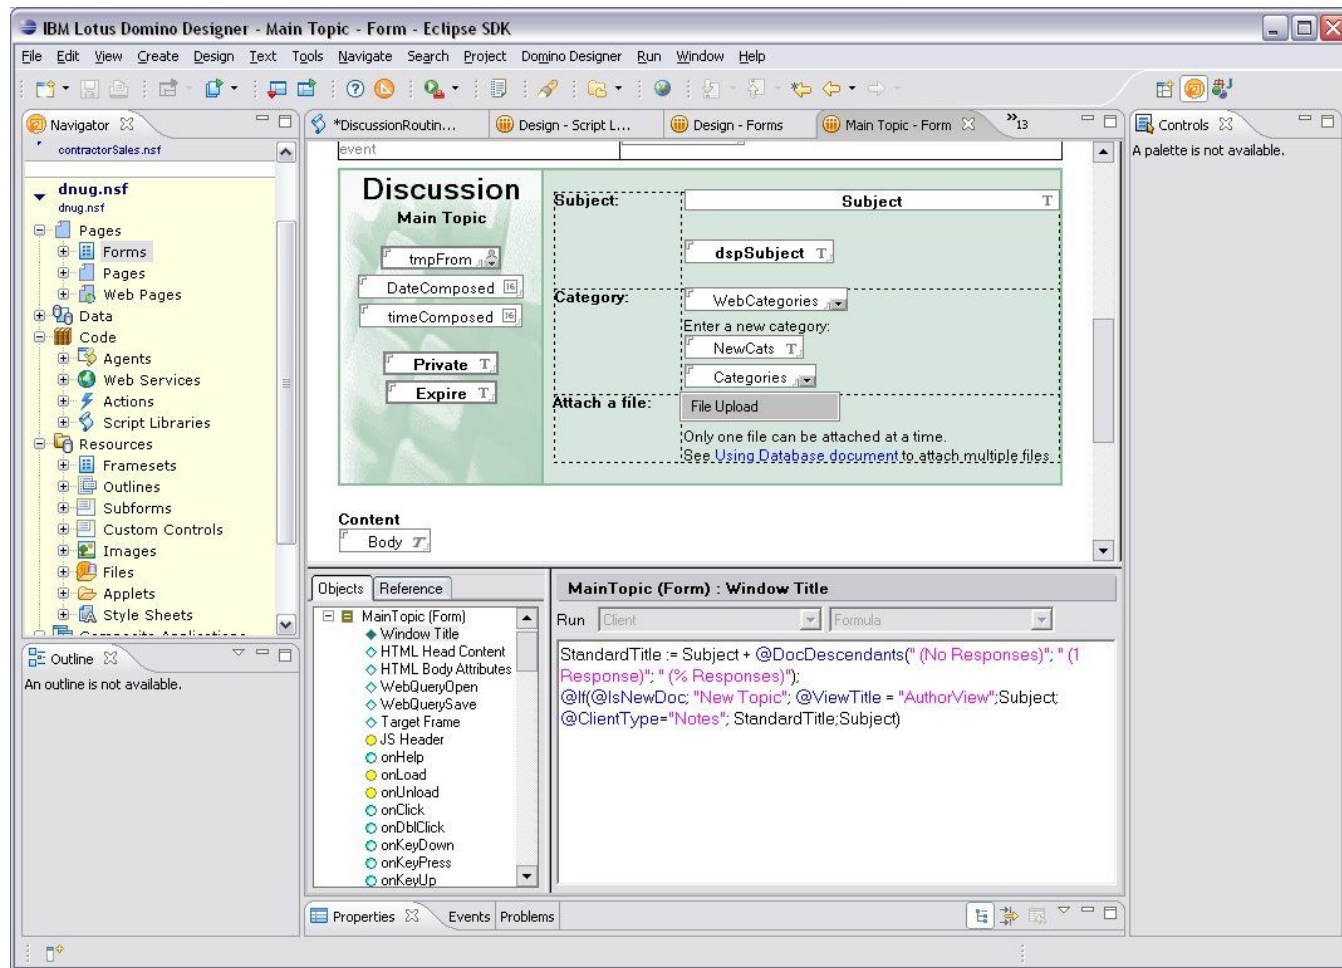 IBM Lotus Domino Designer - Main Topic - Form - Eclipse SDK
File Edit View Create Design Text Tools Navigate Search Project Domino Designer Run Window Help
Navigator
contractorSales.nsf
dnug.nsf
dnug.nsf
Pages
Forms
Pages
Web Pages
Data
Code
Agents
Web Services
Actions
Script Libraries
Resources
Framesets
Outlines
Subforms
Custom Controls
Images
Files
Applets
Style Sheets
Composite Applications
Outline
An outline is not available.
*DiscussionRoutin... Design - Script L... Design - Forms Main Topic - Form »13
event
Discussion
Main Topic
tmpFrom
DateComposed 16
timeComposed 16
Private T
Expire T
Subject: Subject T
dspSubject T
Category: WebCategories
Enter a new category:
NewCats T
Categories
Attach a file: File Upload
Only one file can be attached at a time.
See Using Database document to attach multiple files.
Content
Body T
Objects Reference
MainTopic (Form)
Window Title
HTML Head Content
HTML Body Attributes
WebQueryOpen
WebQuerySave
Target Frame
JS Header
onHelp
onLoad
onUnload
onClick
onDblClick
onKeyDown
onKeyPress
onKeyUp
MainTopic (Form) : Window Title
Run Client Formula
StandardTitle := Subject + @DocDescendants(" (No Responses)"; " (1
Response)"; " (% Responses)");
@If(@IsNewDoc; "New Topic"; @ViewTitle = "AuthorView";Subject;
@ClientType="Notes"; StandardTitle;Subject)
Properties Events Problems
Controls
A palette is not available.